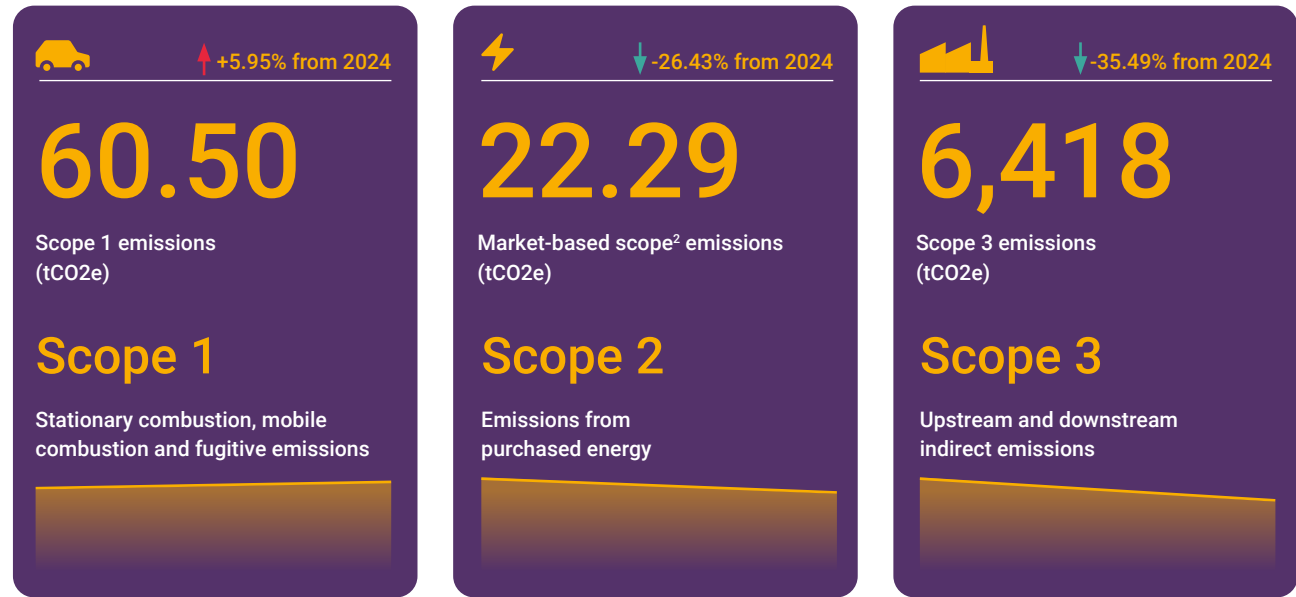 +5.95% from 2024
60.50
Scope 1 emissions
(tCO2e)
Scope 1
Stationary combustion, mobile
combustion and fugitive emissions
-26.43% from 2024
22.29
Market-based scope² emissions
(tCO2e)
Scope 2
Emissions from
purchased energy
-35.49% from 2024
6,418
Scope 3 emissions
(tCO2e)
Scope 3
Upstream and downstream
indirect emissions